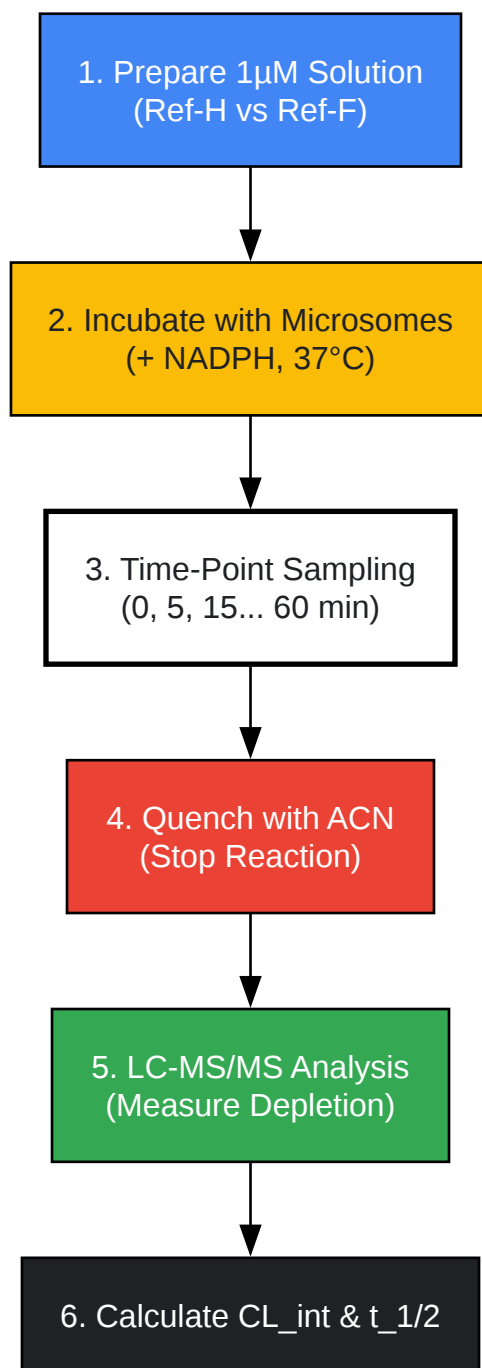 1. Prepare 1µM Solution
(Ref-H vs Ref-F)
2. Incubate with Microsomes
(+ NADPH, 37°C)
3. Time-Point Sampling
(0, 5, 15... 60 min)
4. Quench with ACN
(Stop Reaction)
5. LC-MS/MS Analysis
(Measure Depletion)
6. Calculate CL_int & t_1/2